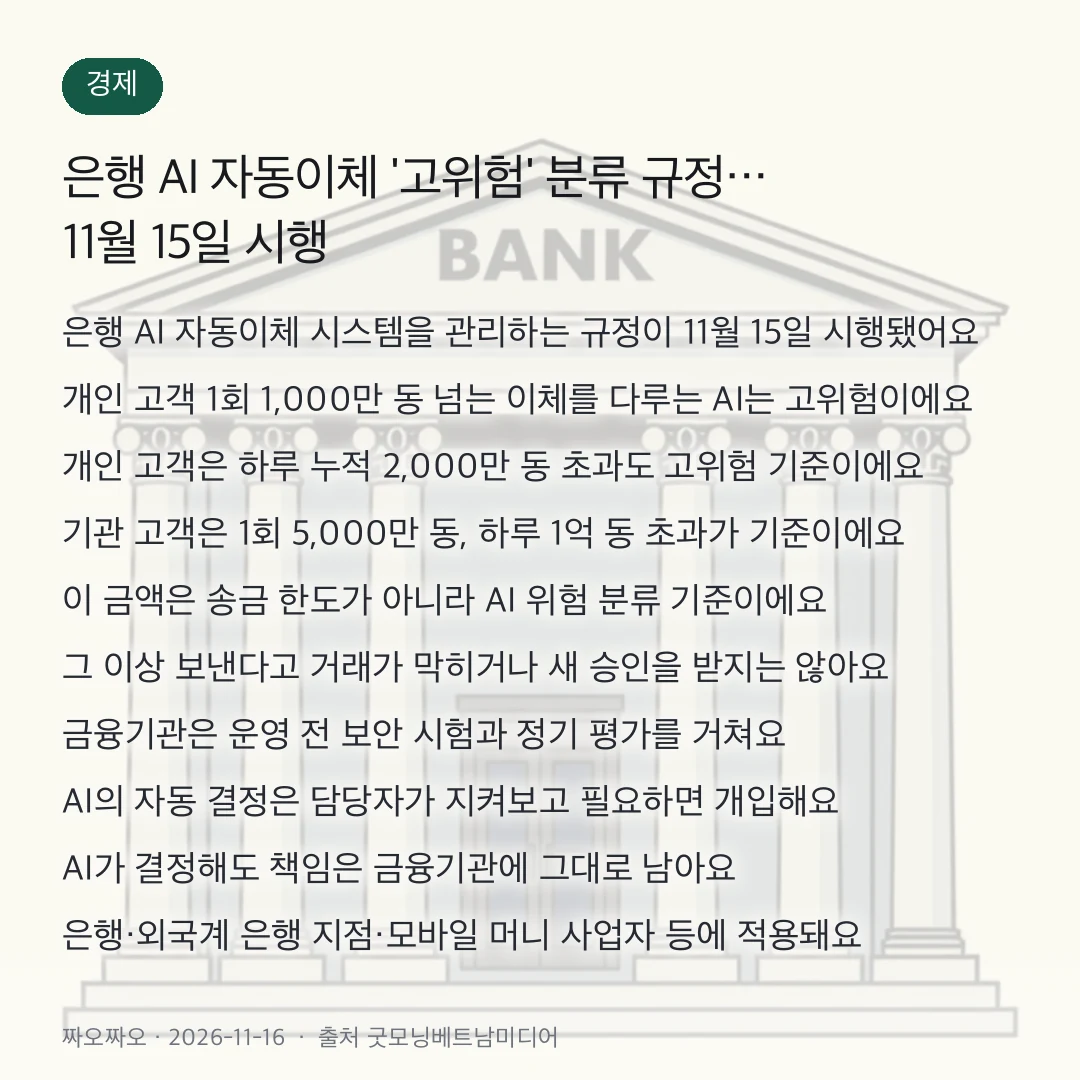 경제
은행 AI 자동이체 '고위험' 분류 규정…
11월 15일 시행
BANK
은행 AI 자동이체 시스템을 관리하는 규정이 11월 15일 시행됐어요
개인 고객 1회 1,000만 동 넘는 이체를 다루는 AI는 고위험이에요
개인 고객은 하루 누적 2,000만 동 초과도 고위험 기준이에요
기관 고객은 1회 5,000만 동, 하루 1억 동 초과가 기준이에요
이 금액은 송금 한도가 아니라 AI 위험 분류 기준이에요
그 이상 보낸다고 거래가 막히거나 새 승인을 받지는 않아요
금융기관은 운영 전 보안 시험과 정기 평가를 거쳐요
AI의 자동 결정은 담당자가 지켜보고 필요하면 개입해요
AI가 결정해도 책임은 금융기관에 그대로 남아요
은행·외국계 은행 지점·모바일 머니 사업자 등에 적용돼요
짜오짜오 · 2026-11-16 · 출처 굿모닝베트남미디어